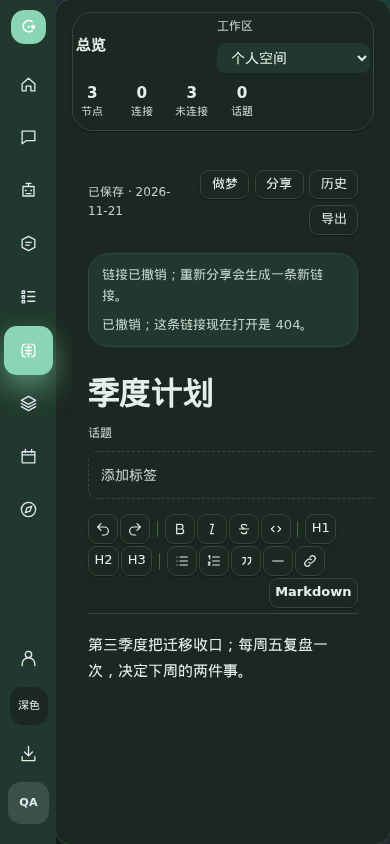 工作区
总览
个人空间
3 0 3 0
节点 连接 未连接 话题
已保存 · 2026-
11-21
做梦 分享 历史
导出
链接已撤销；重新分享会生成一条新链
接。
已撤销；这条链接现在打开是 404。
季度计划
话题
添加标签
B I S <> H1
H2 H3
Markdown
第三季度把迁移收口；每周五复盘一
次，决定下周的两件事。
深色
QA